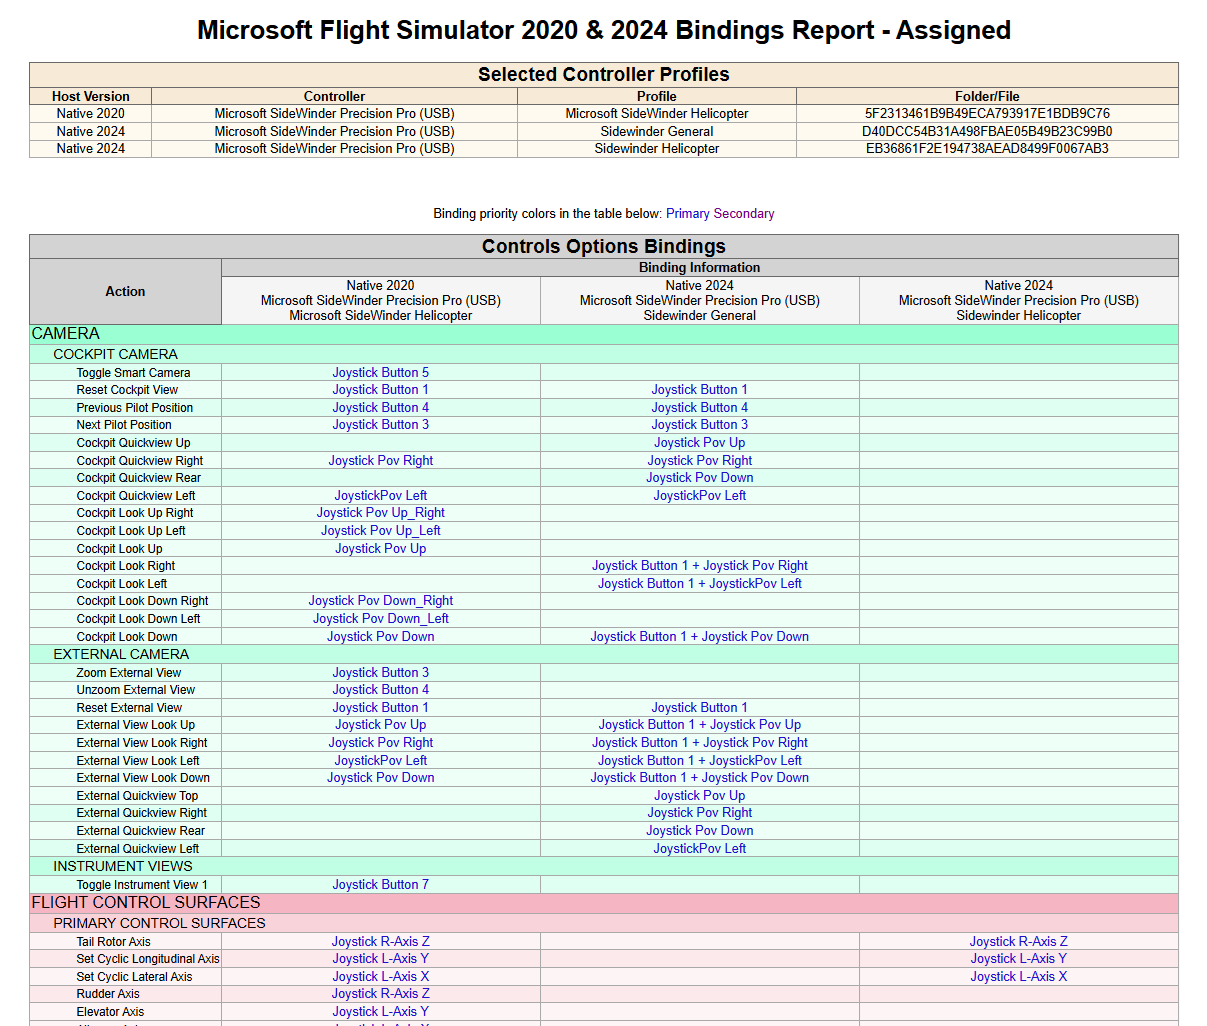 Microsoft Flight Simulator 2020 & 2024 Bindings Report - Assigned
Selected Controller Profiles
Host Version Controller Profile Folder/File
Native 2020 Microsoft SideWinder Precision Pro (USB) Microsoft SideWinder Helicopter 5F2313461B9B49ECA793917E1BDB9C76
Native 2024 Microsoft SideWinder Precision Pro (USB) Sidewinder General D40DCC54B31A498FBAE05B49B23C99B0
Native 2024 Microsoft SideWinder Precision Pro (USB) Sidewinder Helicopter EB36861F2E194738AEAD8499F0067AB3
Binding priority colors in the table below: Primary Secondary
Controls Options Bindings
Action
Binding Information
Native 2020 Native 2024 Native 2024
Microsoft SideWinder Precision Pro (USB) Microsoft SideWinder Precision Pro (USB) Microsoft SideWinder Precision Pro (USB)
Microsoft SideWinder Helicopter Sidewinder General Sidewinder Helicopter
CAMERA
COCKPIT CAMERA
Toggle Smart Camera Joystick Button 5
Reset Cockpit View Joystick Button 1 Joystick Button 1
Previous Pilot Position Joystick Button 4 Joystick Button 4
Next Pilot Position Joystick Button 3 Joystick Button 3
Cockpit Quickview Up Joystick Pov Up
Cockpit Quickview Right Joystick Pov Right Joystick Pov Right
Cockpit Quickview Rear Joystick Pov Down
Cockpit Quickview Left JoystickPov Left JoystickPov Left
Cockpit Look Up Right Joystick Pov Up_Right
Cockpit Look Up Left Joystick Pov Up_Left
Cockpit Look Up Joystick Pov Up
Cockpit Look Right Joystick Button 1 + Joystick Pov Right
Cockpit Look Left Joystick Button 1 + JoystickPov Left
Cockpit Look Down Right Joystick Pov Down_Right
Cockpit Look Down Left Joystick Pov Down_Left
Cockpit Look Down Joystick Pov Down Joystick Button 1 + Joystick Pov Down
EXTERNAL CAMERA
Zoom External View Joystick Button 3
Unzoom External View Joystick Button 4
Reset External View Joystick Button 1 Joystick Button 1
External View Look Up Joystick Pov Up Joystick Button 1 + Joystick Pov Up
External View Look Right Joystick Pov Right Joystick Button 1 + Joystick Pov Right
External View Look Left JoystickPov Left Joystick Button 1 + JoystickPov Left
External View Look Down Joystick Pov Down Joystick Button 1 + Joystick Pov Down
External Quickview Top Joystick Pov Up
External Quickview Right Joystick Pov Right
External Quickview Rear Joystick Pov Down
External Quickview Left JoystickPov Left
INSTRUMENT VIEWS
Toggle Instrument View 1 Joystick Button 7
FLIGHT CONTROL SURFACES
PRIMARY CONTROL SURFACES
Tail Rotor Axis Joystick R-Axis Z Joystick R-Axis Z
Set Cyclic Longitudinal Axis Joystick L-Axis Y Joystick L-Axis Y
Set Cyclic Lateral Axis Joystick L-Axis X Joystick L-Axis X
Rudder Axis Joystick R-Axis Z
Elevator Axis Joystick L-Axis Y